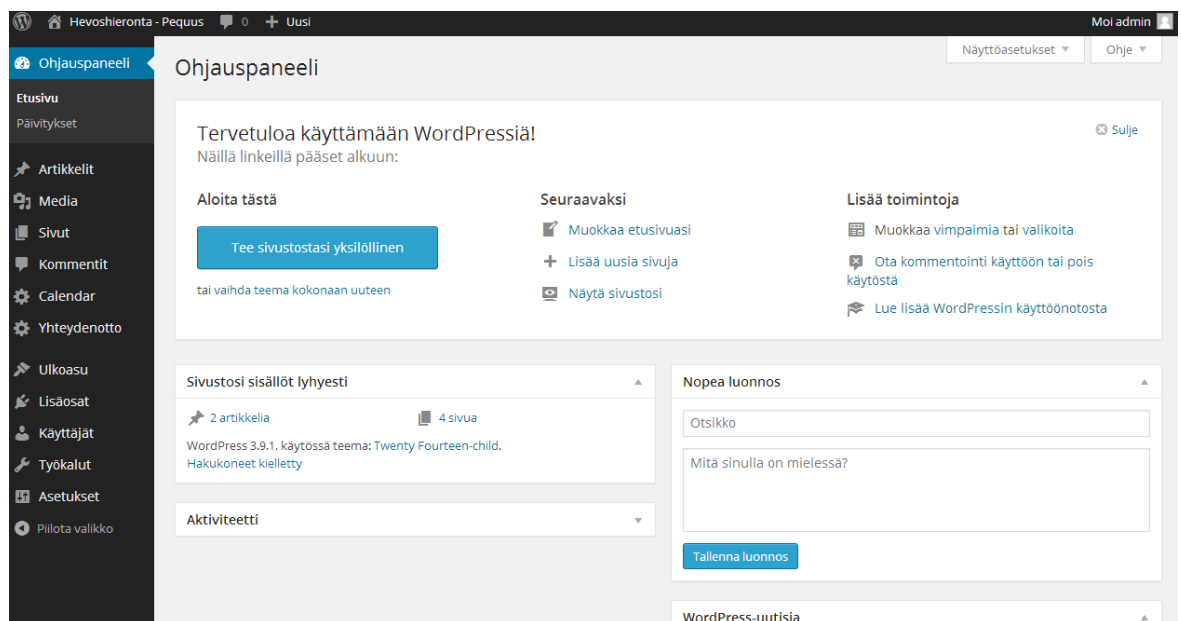 Hevoshieronta - Pequus 0 Uusi
Moi admin
Ohjauspaneeli
Etusivu
Päivitykset
Artikkelit
Media
Sivut
Kommentit
Calendar
Yhteydenotto
Ulkoasu
Lisäosat
Käyttäjät
Työkalut
Asetukset
Piilota valikko
Näyttöasetukset
Ohje
Ohjauspaneeli
Tervetuloa käyttämään WordPressiä!
Sulje
Näillä linkeillä pääset alkuun:
Aloita tästä
Tee sivustostasi yksilöllinen
tai vaihda teema kokonaan uuteen
Seuraavaksi
Muokkaa etusivuasi
Lisää uusia sivuja
Näytä sivustosi
Lisää toimintoja
Muokkaa vimpaimia tai valikoita
Ota kommentointi käyttöön tai pois
käytöstä
Lue lisää WordPressin käyttöönotosta
Sivustosi sisällöt lyhyesti
2 artikkelia
4 sivua
WordPress 3.9.1, käytössä teema: Twenty Fourteen-child.
Hakukoneet kielletty
Aktiviteetti
Nopea luonnos
Otsikko
Mitä sinulla on mielessä?
Tallenna luonnos
WordPress-uutisia